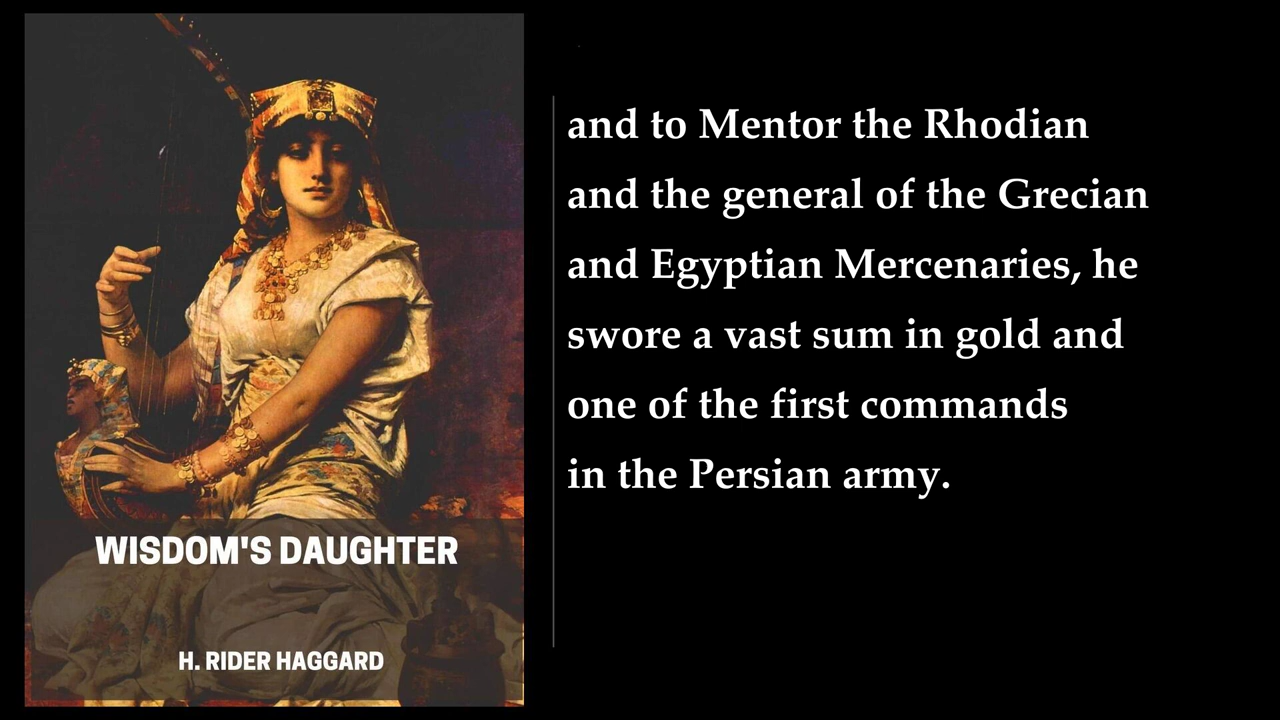 WISDOM'S DAUGHTER
H. RIDER HAGGARD
and to Mentor the Rhodian
and the general of the Grecian
and Egyptian Mercenaries, he
swore a vast sum in gold and
one of the first commands
in the Persian army.